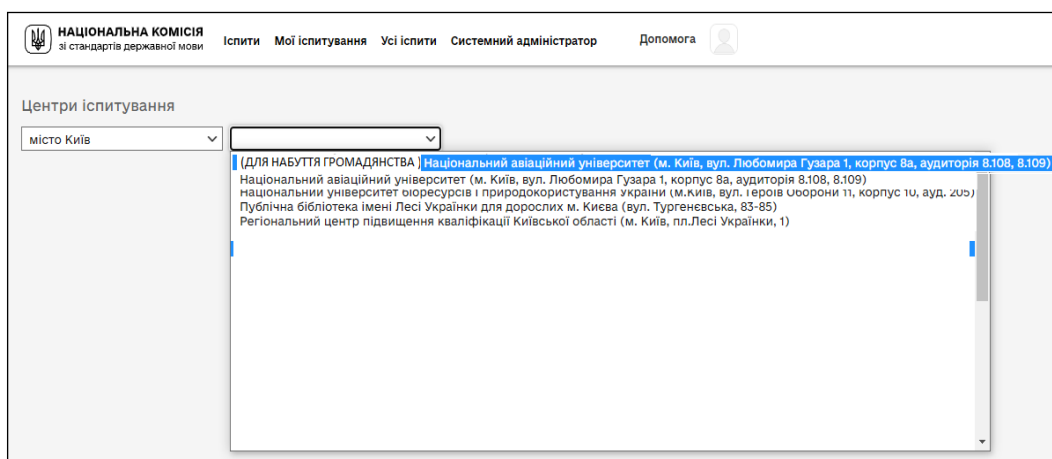 НАЦІОНАЛЬНА КОМІСІЯ
зі стандартів державної мови
Іспити Мої іспитування Усі іспити Системний адміністратор Допомога
Центри іспитування
місто Київ
(ДЛЯ НАБУТТЯ ГРОМАДЯНСТВА ) Національний авіаційний університет (м. Київ, вул. Любомира Гузара 1, корпус 8а, аудиторія 8.108, 8.109)
Національний авіаційний університет (м. Київ, вул. Любомира Гузара 1, корпус 8а, аудиторія 8.108, 8.109)
Національний університет біоресурсів і природокористування України (м.Київ, вул. Героїв Оборони 11, корпус 10, ауд. 205)
Публічна бібліотека імені Лесі Українки для дорослих м. Києва (вул. Тургенєвська, 83-85)
Регіональний центр підвищення кваліфікації Київської області (м. Київ, пл.Лесі Українки, 1)